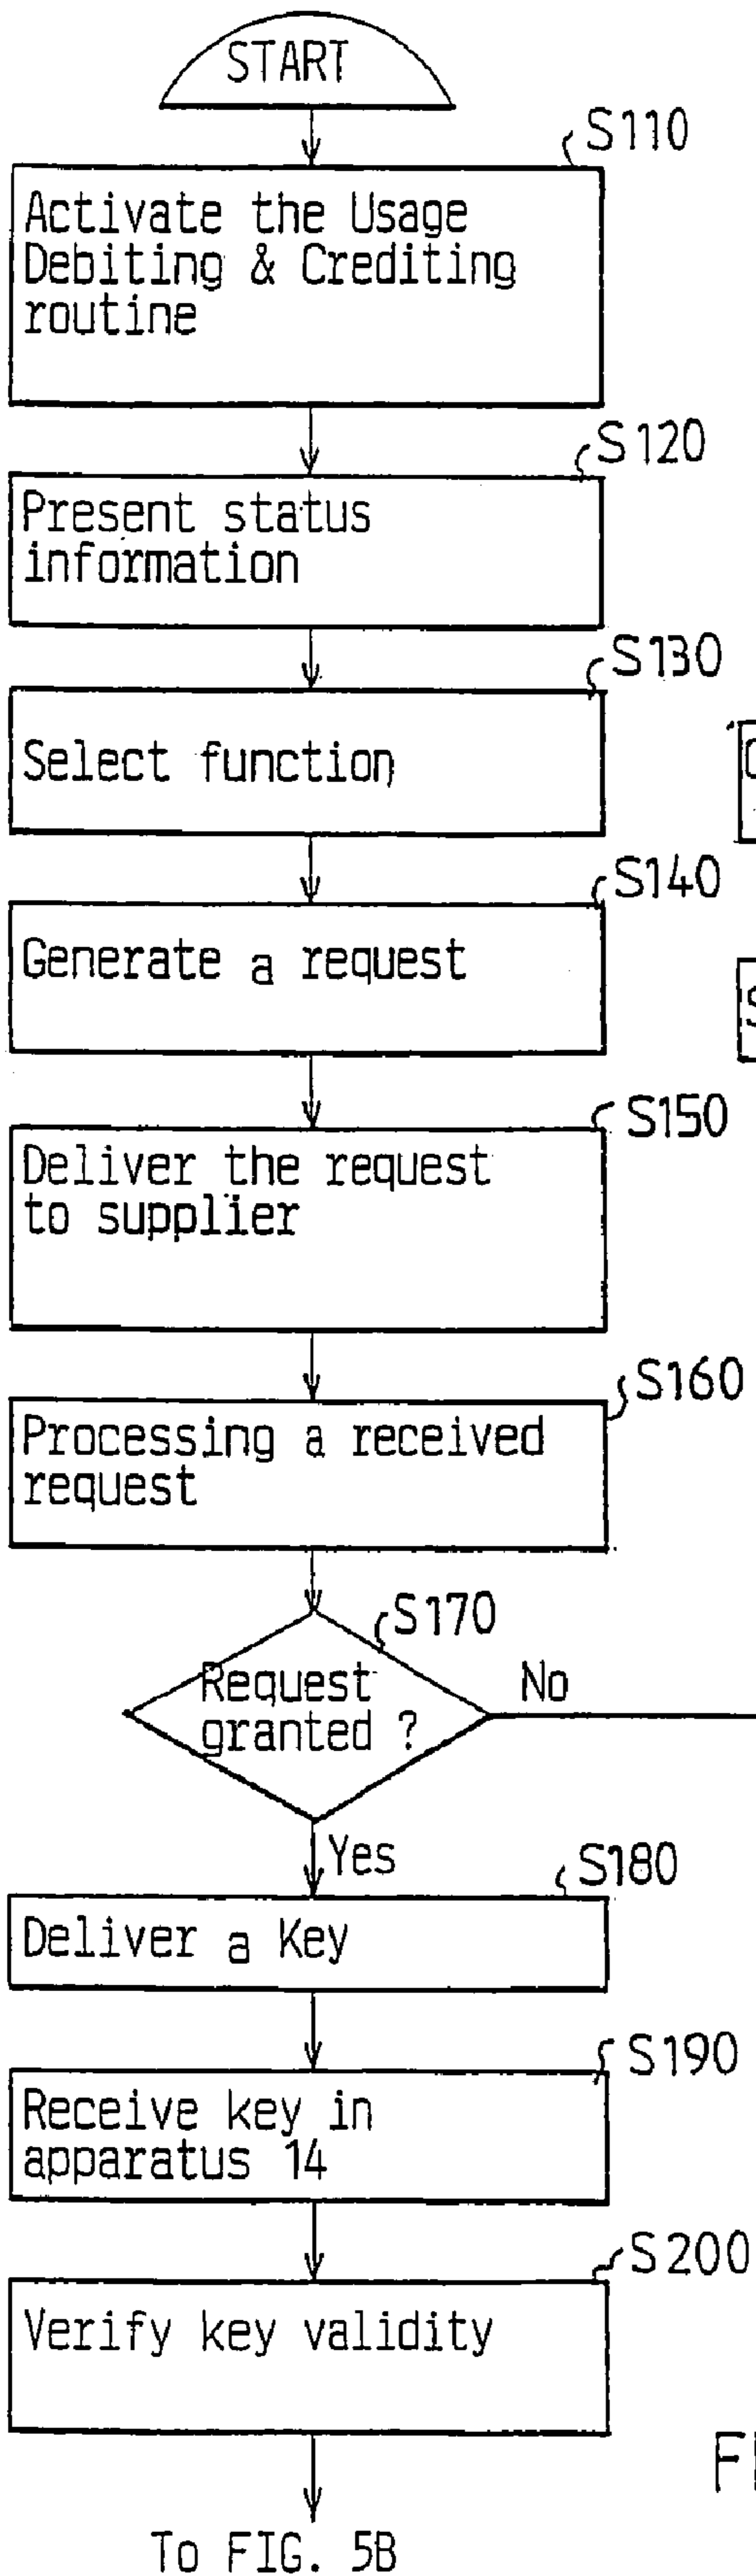 START
S110
Activate the Usage
Debiting & Crediting
routine
S120
Present status
information
S130
Select function
S140
Generate a request
S150
Deliver the request
to supplier
S160
Processing a received
request
S170
Request
granted ?
No
Yes
S180
Deliver a Key
S190
Receive key in
apparatus 14
S200
Verify key validity
To FIG. 5B